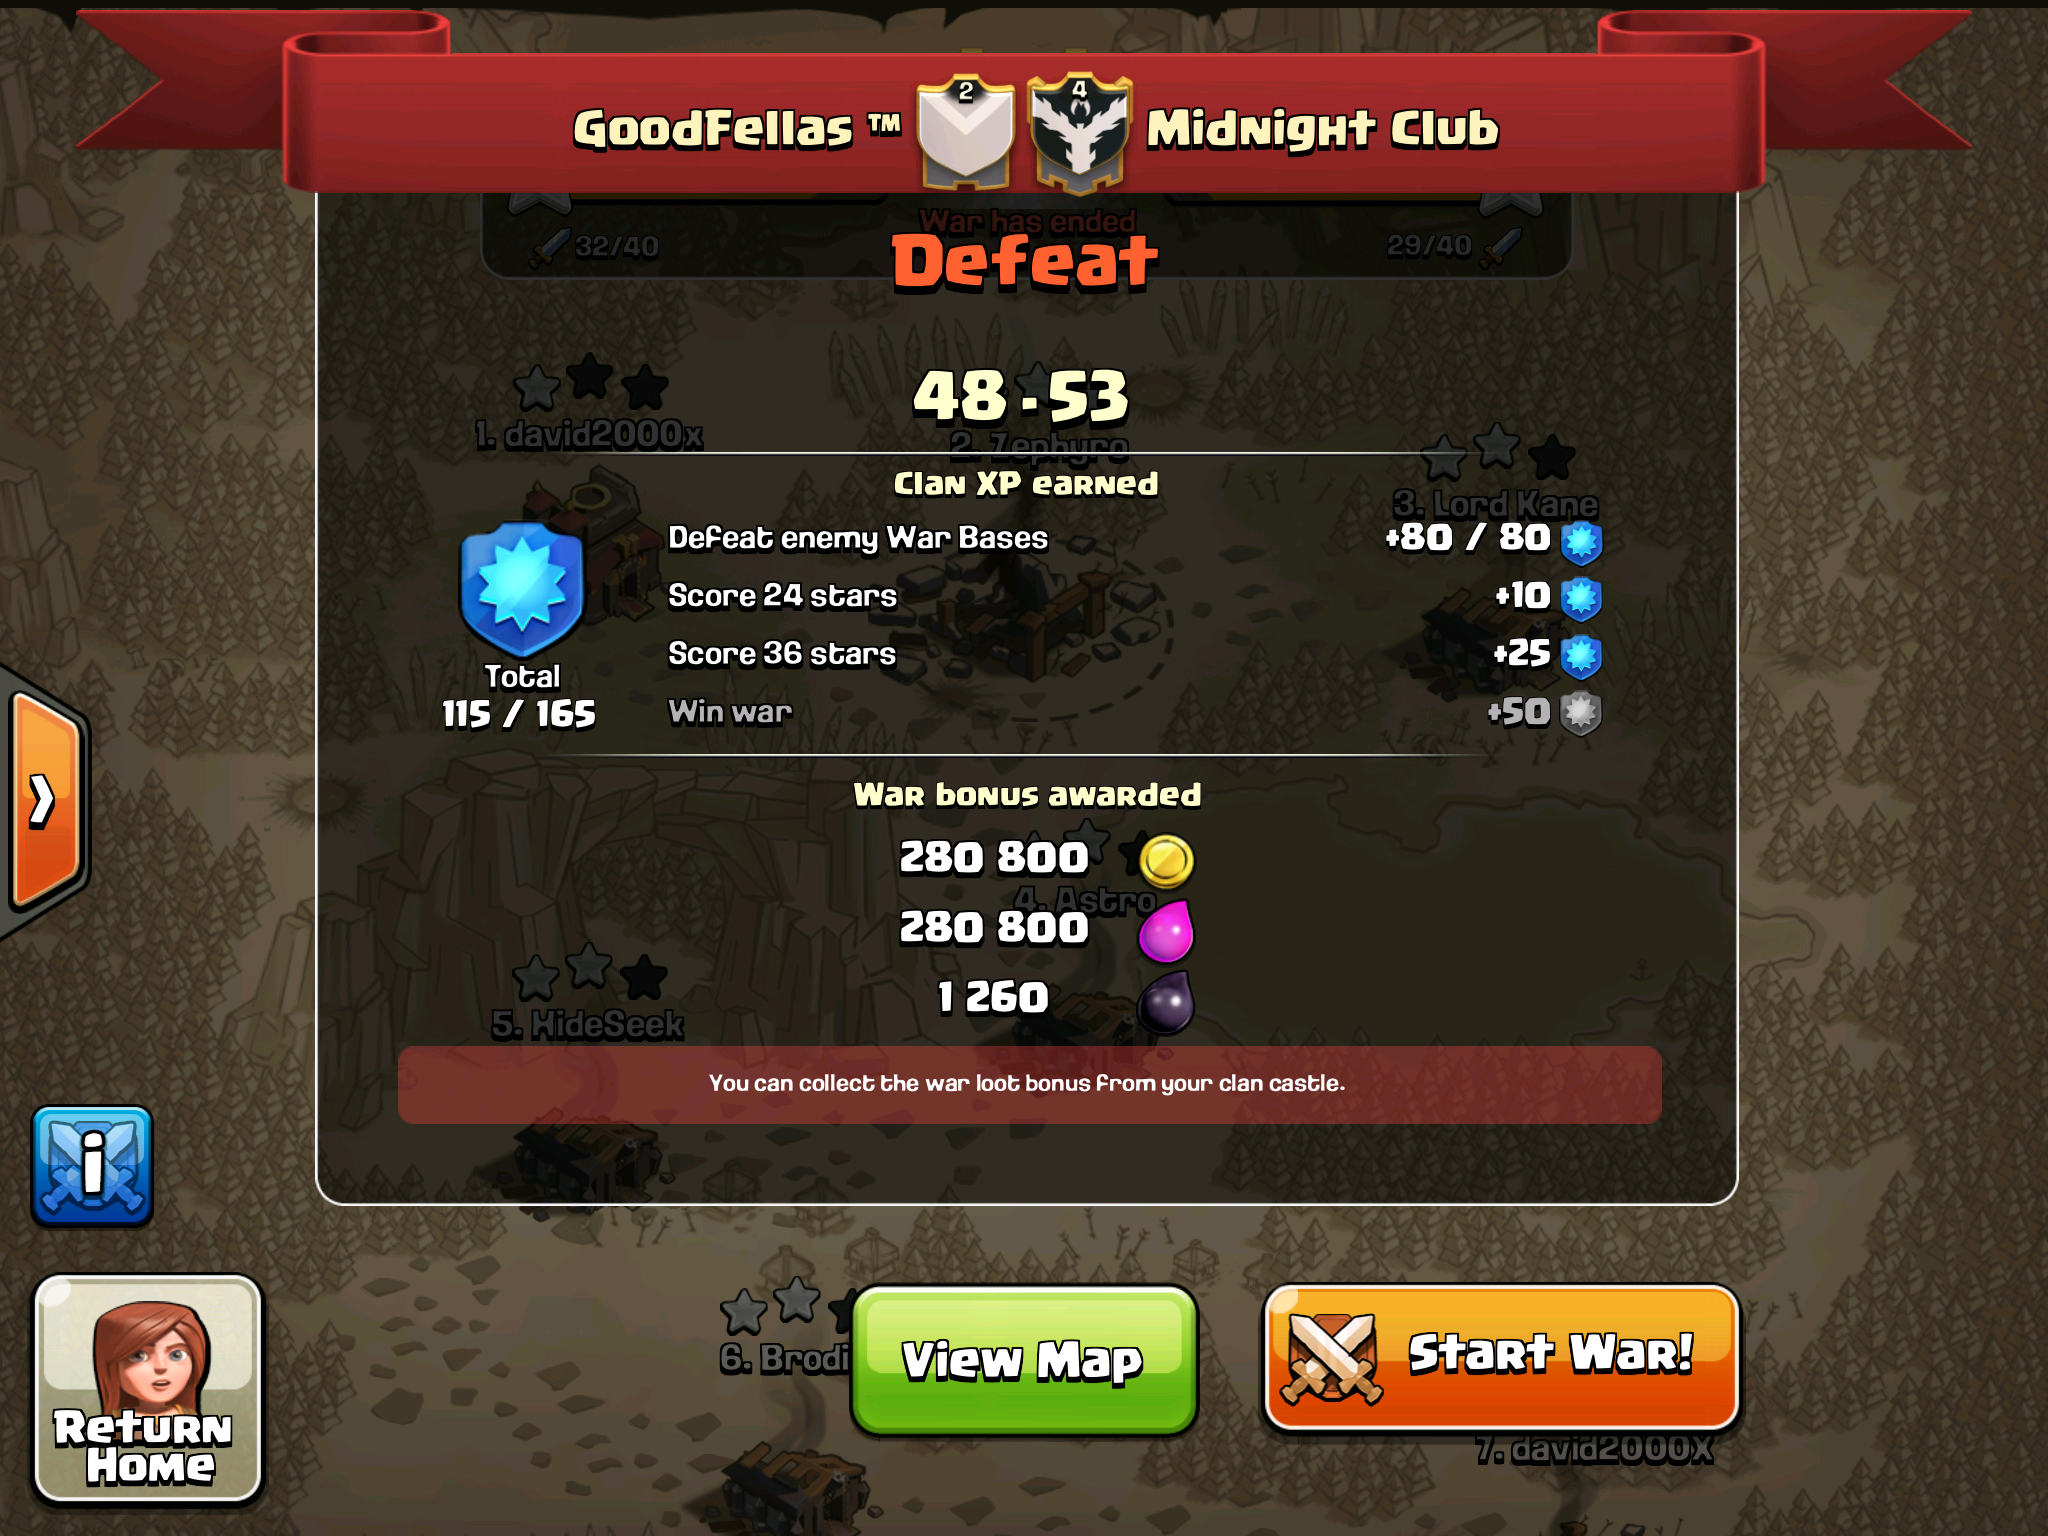 GoodFellas ™ 2 4 Midnight Club
War has ended
32/40 29/40
Defeat
48 - 53
1. david2000x
2. Zephyro
3. Lord Kane
Clan XP earned
Defeat enemy War Bases +80 / 80
Score 24 stars +10
Score 36 stars +25
Win war +50
Total
115 / 165
War bonus awarded
280 800
4. Astro
280 800
1 260
5. HideSeek
You can collect the war loot bonus from your clan castle.
i
6. Brodi
View Map
Start War!
Return
Home
7. david2000X